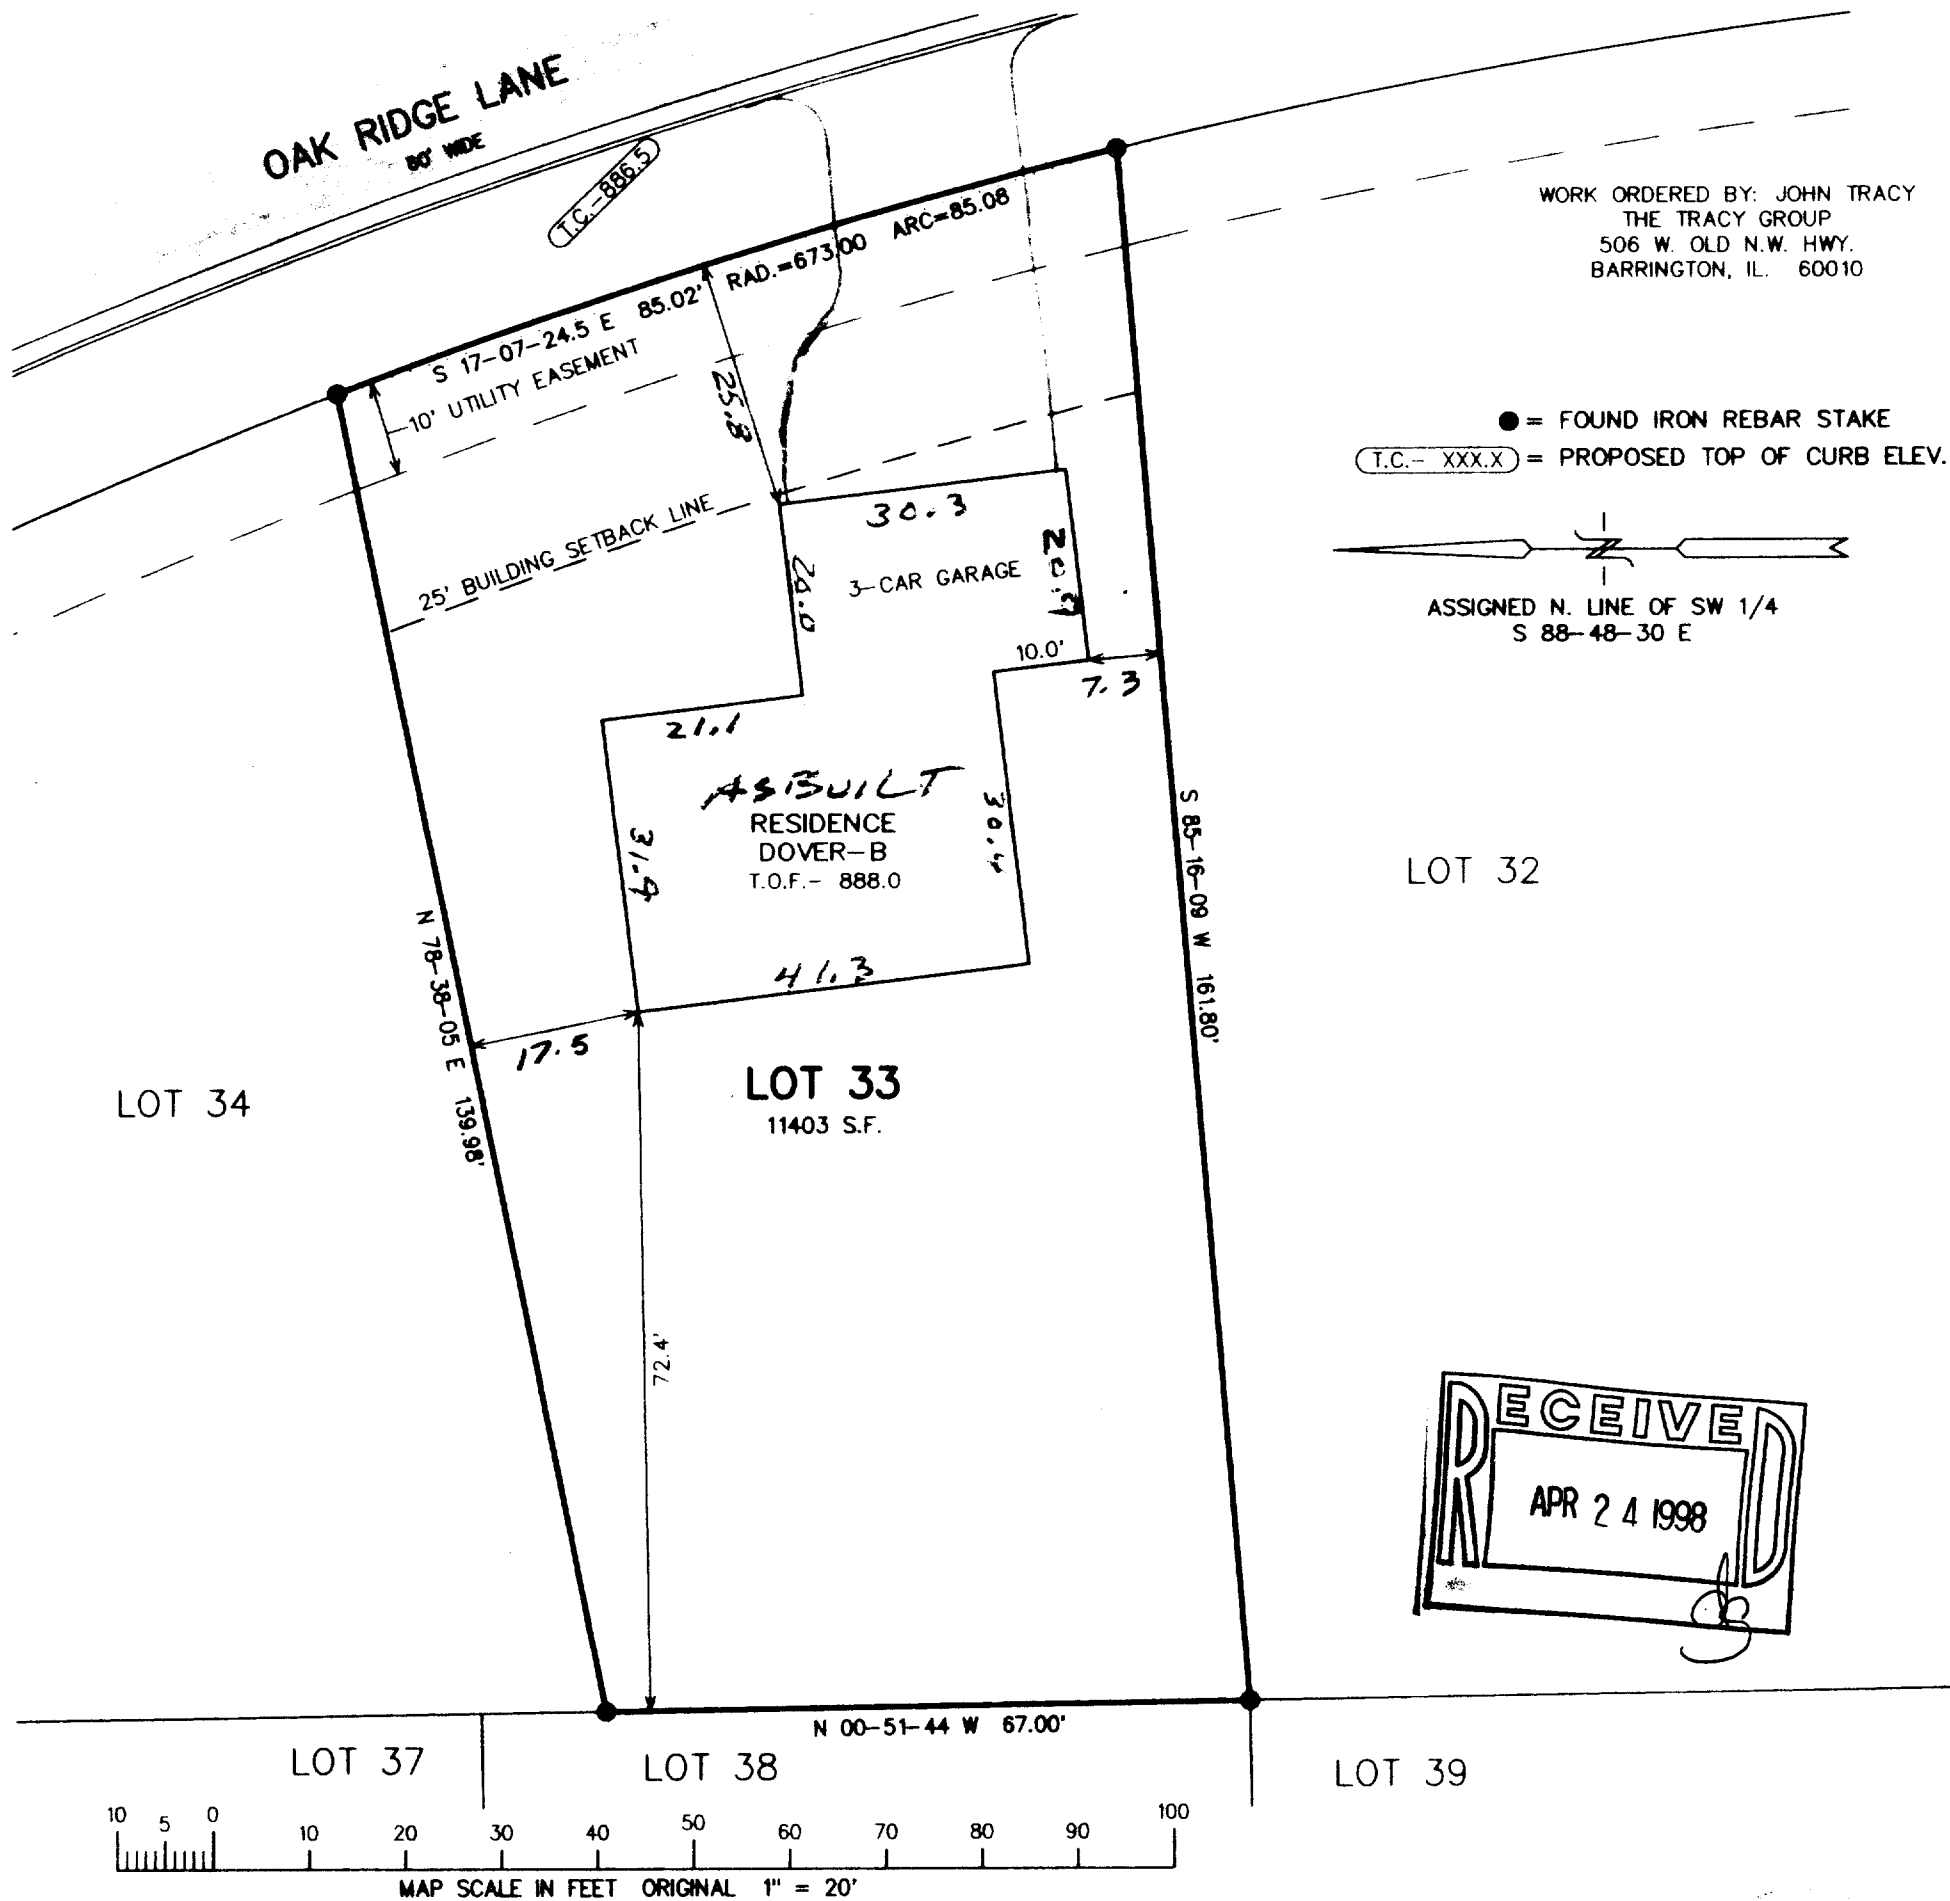 OAK RIDGE LANE
T.C.-886.5
S 17-07-24.5 E 85.02' RAD.=673.00 ARC=85.08
10' UTILITY EASEMENT
25' BUILDING SETBACK LINE
25.8
WORK ORDERED BY: JOHN TRACY
THE TRACY GROUP
506 W. OLD N.W. HWY.
BARRINGTON, IL. 60010
● = FOUND IRON REBAR STAKE
T.C.- XXX.X = PROPOSED TOP OF CURB ELEV.
N
ASSIGNED N. LINE OF SW 1/4
S 88-48-30 E
30.3
3-CAR GARAGE
10.0'
7.3
21.1
ASBUILT
RESIDENCE
DOVER-B
T.O.F.- 888.0
31.9
30.4
41.3
17.5
N 78-38-05 E 139.98'
S 85-16-09 W 161.80'
LOT 32
LOT 34
LOT 33
11403 S.F.
72.4'
RECEIVED
APR 24 1998
N 00-51-44 W 67.00'
LOT 37
LOT 38
LOT 39
10 5 0 10 20 30 40 50 60 70 80 90 100
MAP SCALE IN FEET ORIGINAL 1" = 20'